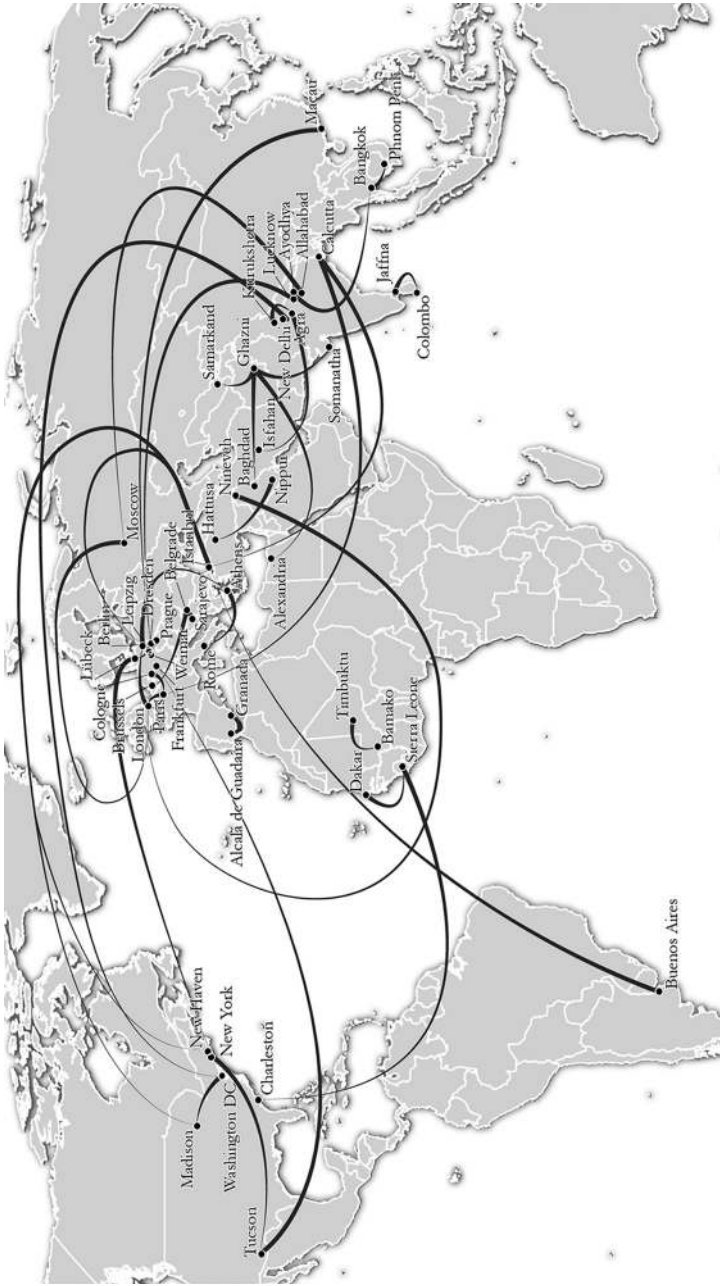 Macau
Phnom Penh
Bangkok
Kurukshetra
Lucknow
Ayodhya
Allahabad
Calcutta
Jaffna
Colombo
Samarkand
Ghazni
New Delhi
Agra
Somanatha
Isfahan
Baghdad
Nineveh
Nippur
Hattusa
Moscow
Belgrade
Istanbul
Athens
Alexandria
Lübeck
Berlin
Leipzig
Dresden
Prague
Sarajevo
Cologne
Brussels
London
Paris
Frankfurt
Weimar
Rome
Granada
Alcalá de Guadaíra
Timbuktu
Bamako
Dakar
Sierra Leone
Buenos Aires
New Haven
New York
Charleston
Madison
Washington DC
Tucson